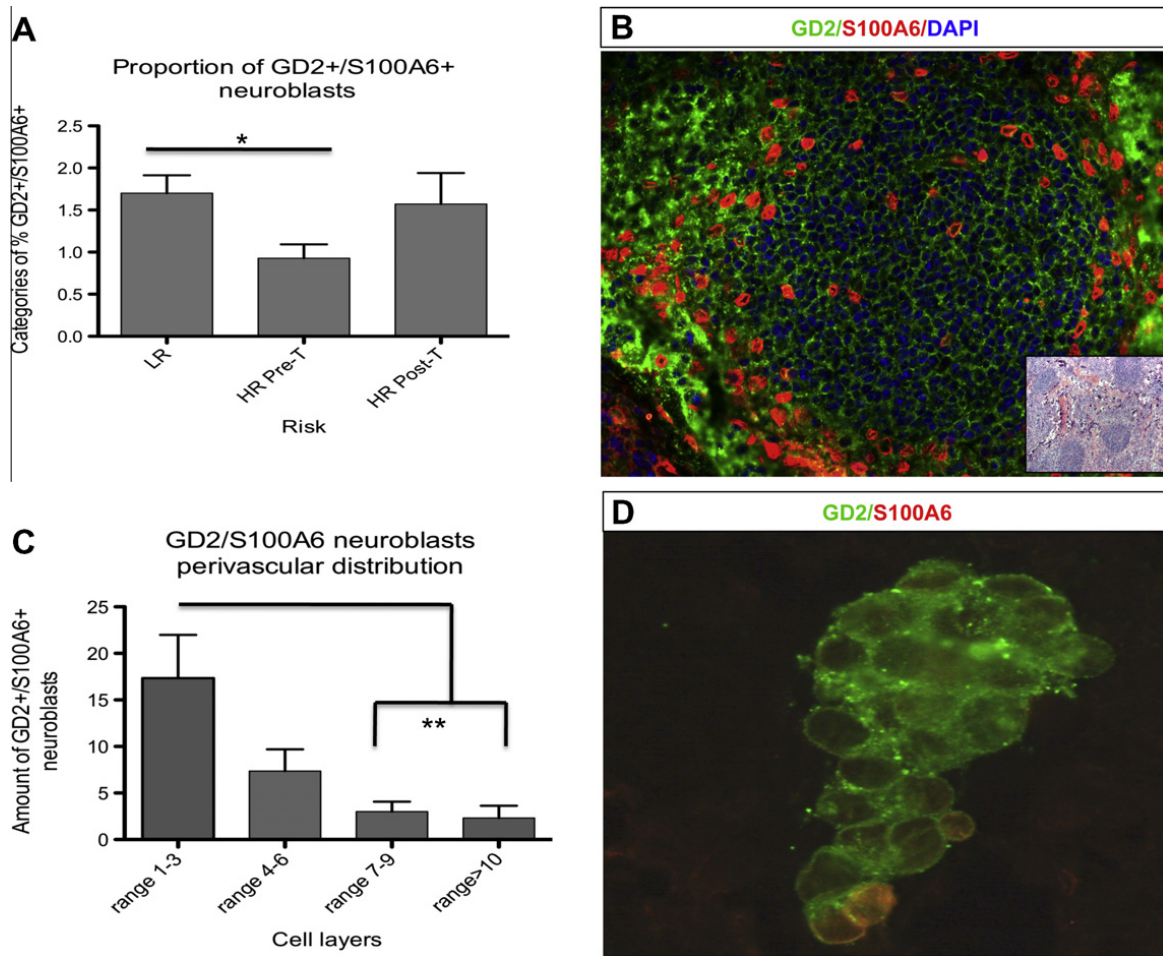 A
Proportion of GD2+/S100A6+
neuroblasts
Categories of % GD2+/S100A6+
2.5
2.0
1.5
1.0
0.5
0.0
*
LR
HR Pre-T
HR Post-T
Risk
B
GD2/S100A6/DAPI
C
GD2/S100A6 neuroblasts
perivascular distribution
Amount of GD2+/S100A6+
neuroblasts
25
20
15
10
5
0
**
range 1-3
range 4-6
range 7-9
range>10
Cell layers
D
GD2/S100A6